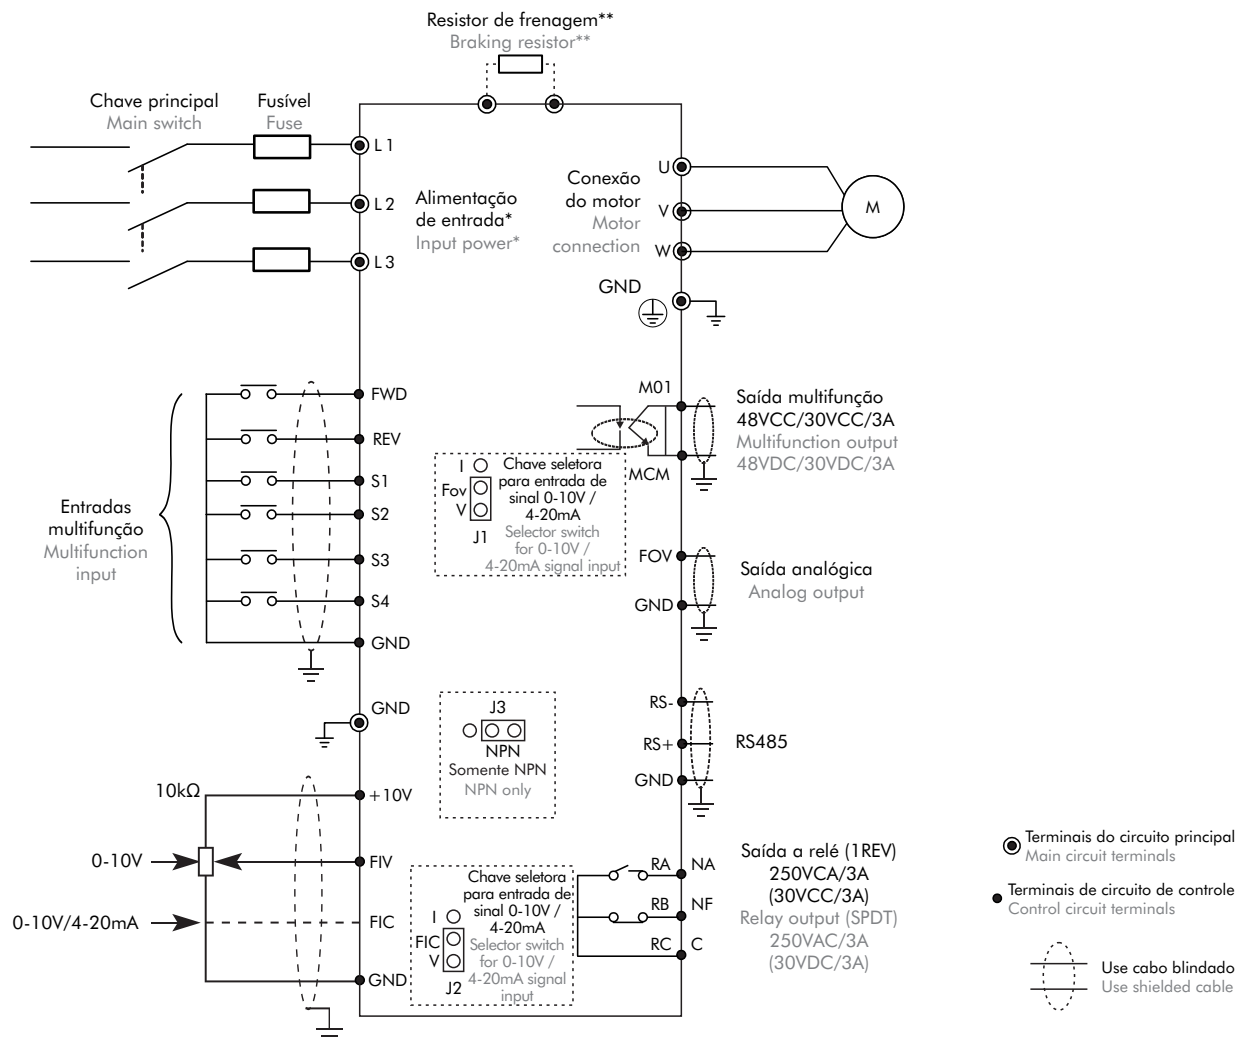 Resistor de frenagem**
Braking resistor**
Chave principal
Main switch
Fusível
Fuse
L1
L2
L3
Alimentação
de entrada*
Input power*
Conexão
do motor
Motor
connection
U
V
W
M
GND
Entradas
multifunção
Multifunction
input
FWD
REV
S1
S2
S3
S4
GND
I
Fov
V
J1
Chave seletora
para entrada de
sinal 0-10V /
4-20mA
Selector switch
for 0-10V /
4-20mA signal input
M01
MCM
Saída multifunção
48VCC/30VCC/3A
Multifunction output
48VDC/30VDC/3A
FOV
GND
Saída analógica
Analog output
GND
J3
NPN
Somente NPN
NPN only
RS-
RS+
GND
RS485
10kΩ
0-10V
0-10V/4-20mA
+10V
FIV
FIC
GND
I
FIC
V
J2
Chave seletora
para entrada de
sinal 0-10V /
4-20mA
Selector switch
for 0-10V /
4-20mA signal
input
RA
NA
RB
NF
RC
C
Saída a relé (1REV)
250VCA/3A
(30VCC/3A)
Relay output (SPDT)
250VAC/3A
(30VDC/3A)
Terminais do circuito principal
Main circuit terminals
Terminais de circuito de controle
Control circuit terminals
Use cabo blindado
Use shielded cable